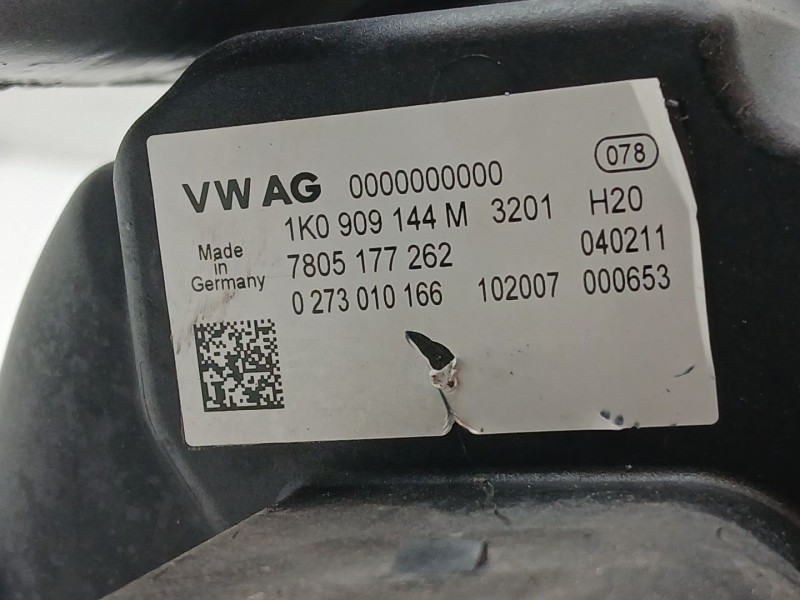 VW AG 0000000000 078
1K0 909 144 M 3201 H20
Made in Germany
7805 177 262 040211
0 273 010 166 102007 000653